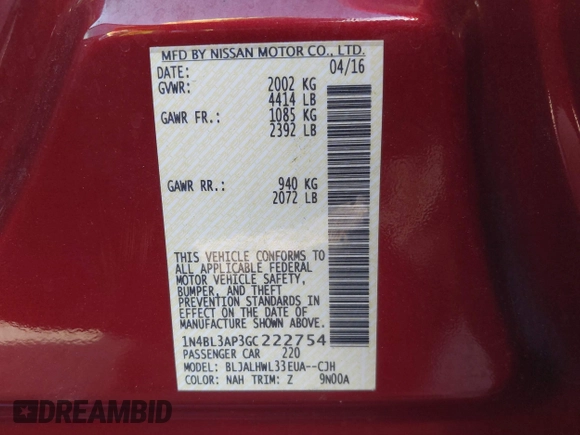 MFD BY NISSAN MOTOR CO., LTD.
DATE: 04/16
GVWR: 2002 KG
4414 LB
GAWR FR.: 1085 KG
2392 LB
GAWR RR.: 940 KG
2072 LB
THIS VEHICLE CONFORMS TO
ALL APPLICABLE FEDERAL
MOTOR VEHICLE SAFETY,
BUMPER, AND THEFT
PREVENTION STANDARDS IN
EFFECT ON THE DATE OF
MANUFACTURE SHOWN ABOVE.
1N4BL3AP3GC222754
PASSENGER CAR 220
MODEL: BLJALHWL33EUA--CJH
COLOR: NAH TRIM: Z 9N00A
DREAMBID